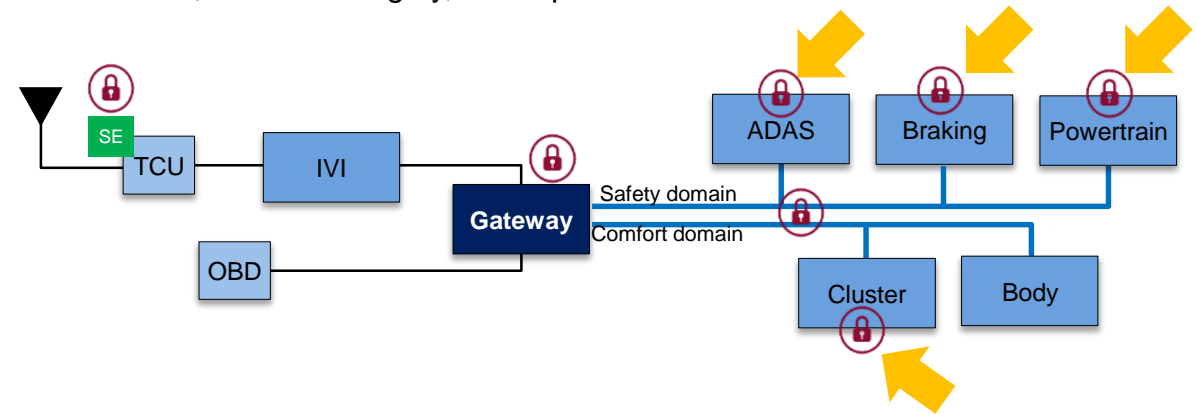 SE
TCU
IVI
OBD
Gateway
Safety domain
Comfort domain
ADAS
Braking
Powertrain
Cluster
Body